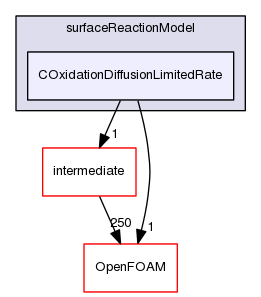 surfaceReactionModel
COxidationDiffusionLimitedRate
1
intermediate
250
1
OpenFOAM